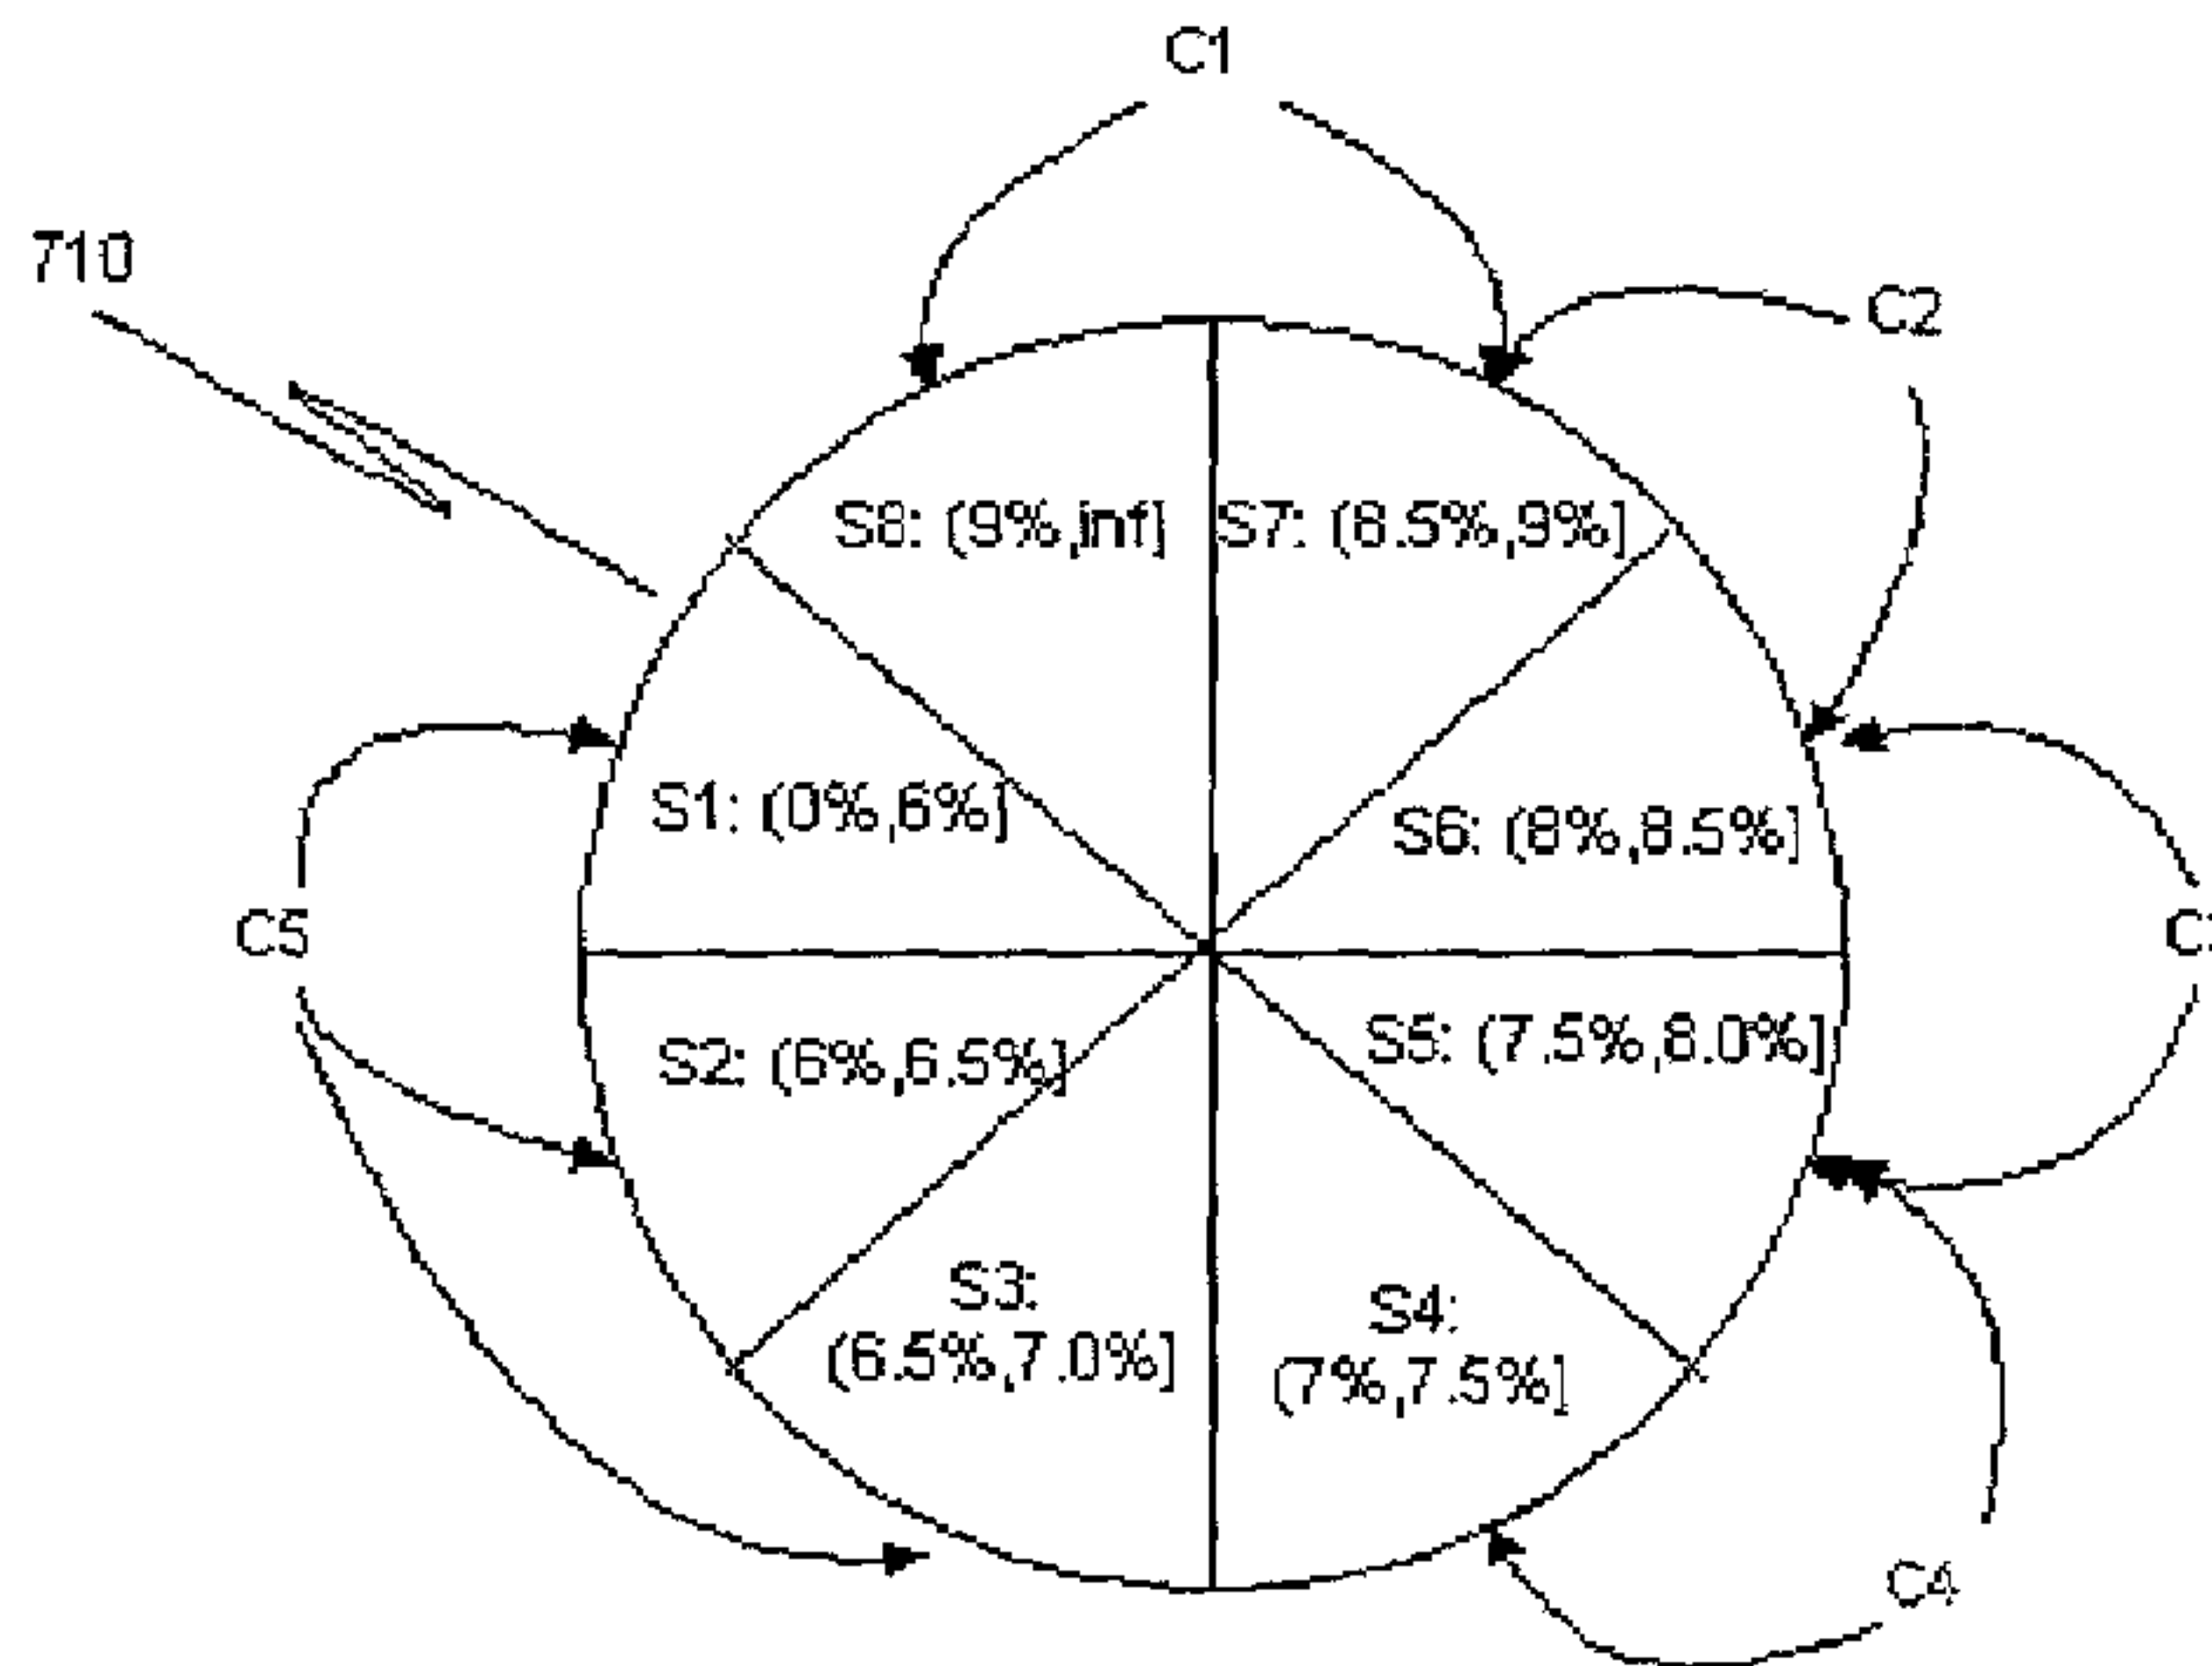 C1
710
C2
S8: (9%,inf]
S7: (8.5%,9%]
S1: (0%,6%]
S6: (8%,8.5%]
C5
S2: (6%,6.5%]
S5: (7.5%,8.0%]
S3:
(6.5%,7.0%]
S4:
(7%,7.5%]
C4